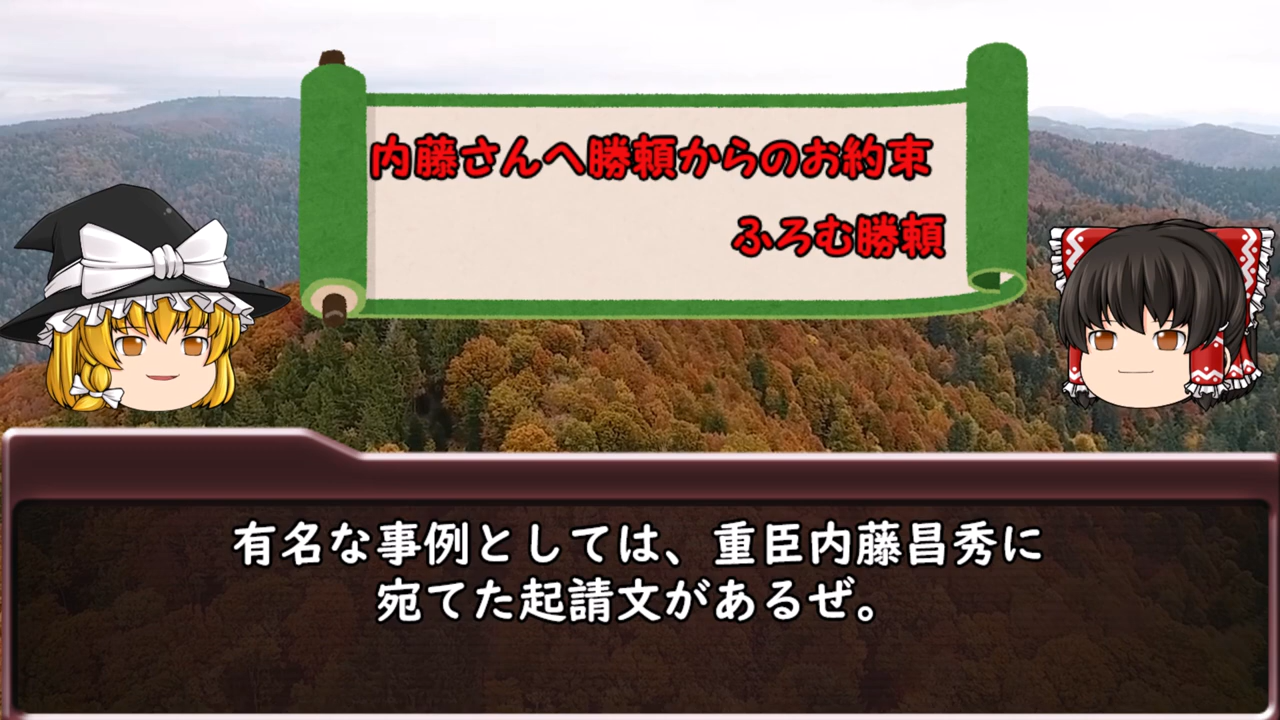 内藤さんへ勝頼からのお約束
ふろむ勝頼
有名な事例としては、重臣内藤昌秀に
宛てた起請文があるぜ。